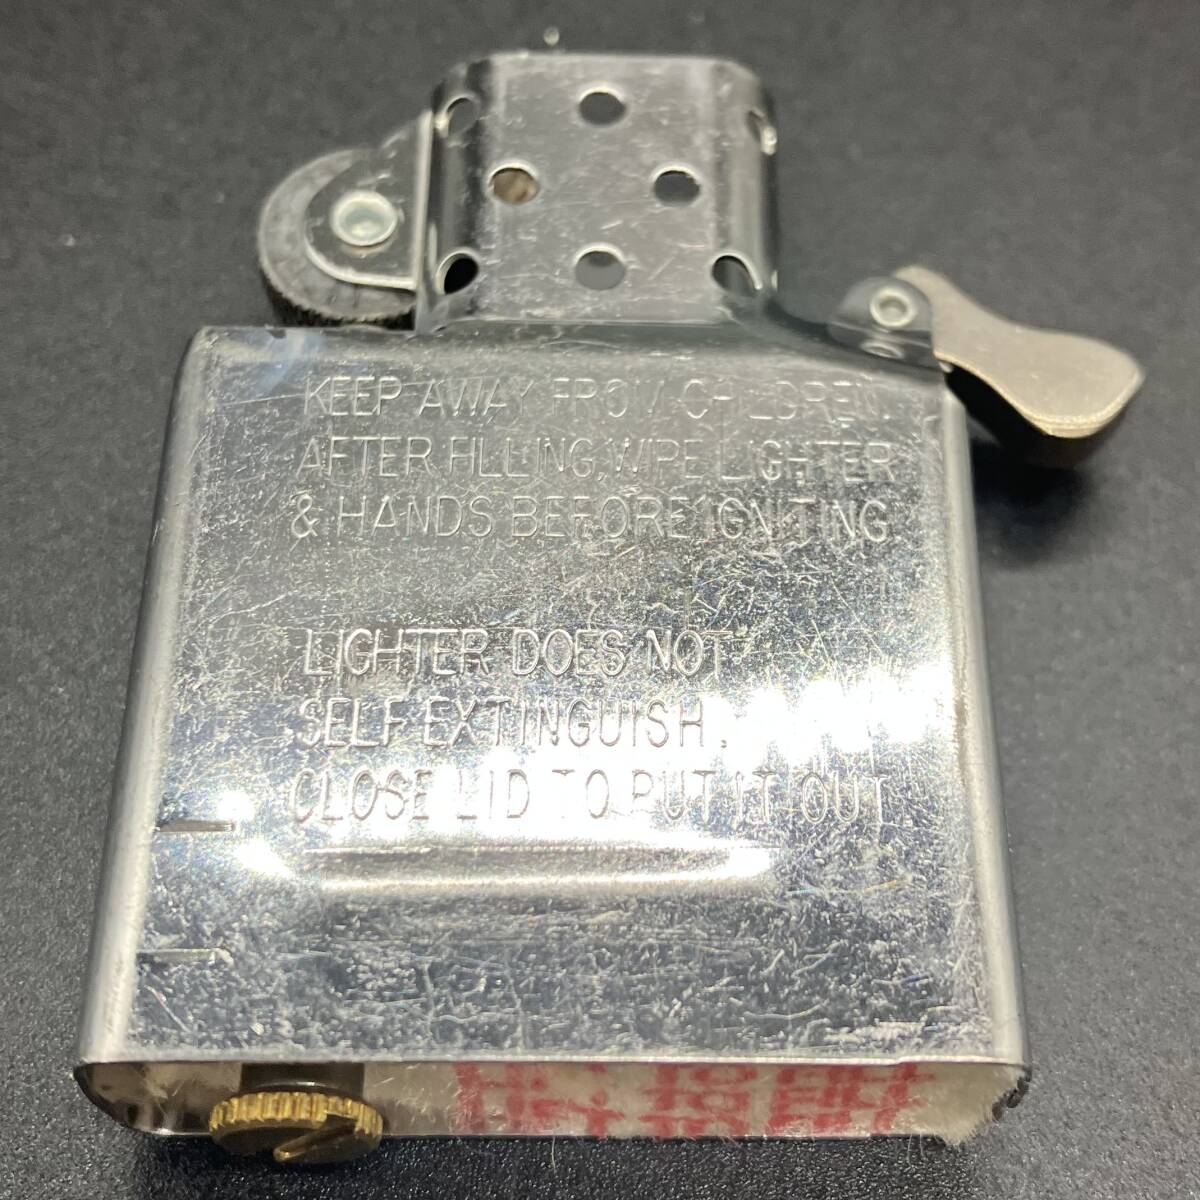 KEEP AWAY FROM CHILDREN.
AFTER FILLING, WIPE LIGHTER
& HANDS BEFORE IGNITING
LIGHTER DOES NOT
SELF EXTINGUISH.
CLOSE LID TO PUT IT OUT.